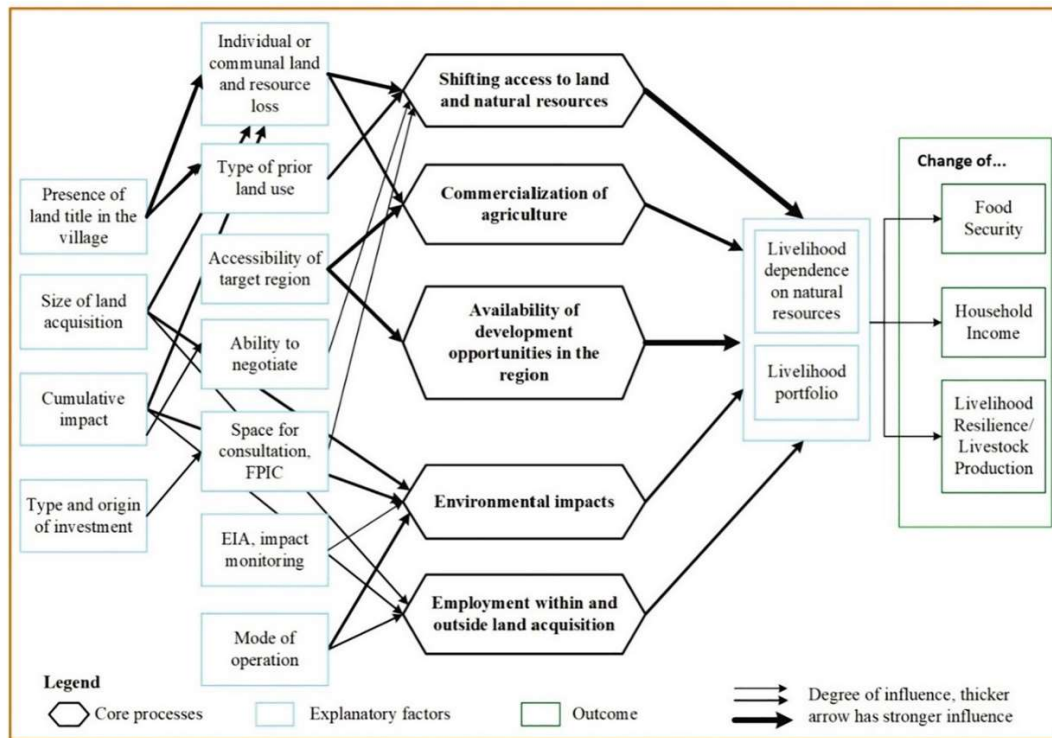 Presence of
land title in the
village
Size of land
acquisition
Cumulative
impact
Type and origin
of investment
Individual or
communal land
and resource
loss
Type of prior
land use
Accessibility of
target region
Ability to
negotiate
Space for
consultation,
FPIC
EIA, impact
monitoring
Mode of
operation
Shifting access to land
and natural resources
Commercialization of
agriculture
Availability of
development
opportunities in the
region
Environmental impacts
Employment within and
outside land acquisition
Livelihood
dependence
on natural
resources
Livelihood
portfolio
Change of...
Food
Security
Household
Income
Livelihood
Resilience/
Livestock
Production
Legend
Core processes
Explanatory factors
Outcome
Degree of influence, thicker
arrow has stronger influence